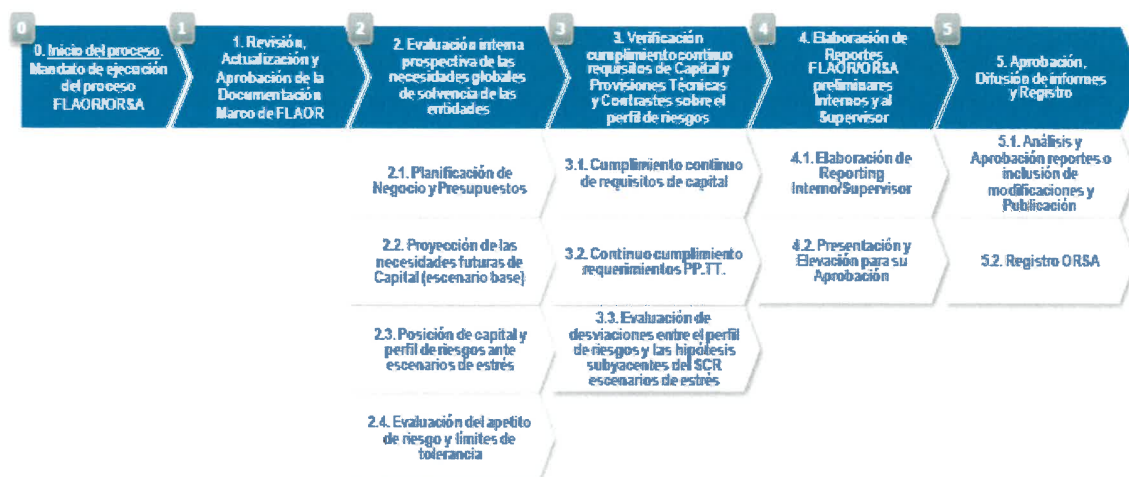 0
0. Inicio del proceso.
Mandato de ejecución
del proceso
FLAOR/ORSA
1
1. Revisión,
Actualización y
Aprobación de la
Documentación
Marco de FLAOR
2
2. Evaluación interna
prospectiva de las
necesidades globales
de solvencia de las
entidades
3
3. Verificación
cumplimiento continuo
requisitos de Capital y
Provisiones Técnicas
y Contrastes sobre el
perfil de riesgos
4
4. Elaboración de
Reportes
FLAOR/ORSA
preliminares
Internos y al
Supervisor
5
5. Aprobación,
Difusión de informes
y Registro
2.1. Planificación de
Negocio y Presupuestos
2.2. Proyección de las
necesidades futuras de
Capital (escenario base)
2.3. Posición de capital y
perfil de riesgos ante
escenarios de estrés
2.4. Evaluación del apetito
de riesgo y límites de
tolerancia
3.1. Cumplimiento continuo
de requisitos de capital
3.2. Continuo cumplimiento
requerimientos PP.TT.
3.3. Evaluación de
desviaciones entre el perfil
de riesgos y las hipótesis
subyacentes del SCR
escenarios de estrés
4.1. Elaboración de
Reporting
Interno/Supervisor
4.2. Presentación y
Elevación para su
Aprobación
5.1. Análisis y
Aprobación reportes o
inclusión de
modificaciones y
Publicación
5.2. Registro ORSA